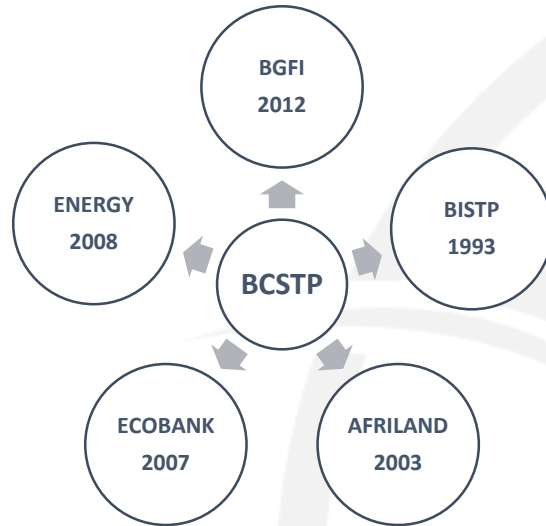 BGFI
2012
ENERGY
2008
BISTP
1993
BCSTP
ECOBANK
2007
AFRILAND
2003